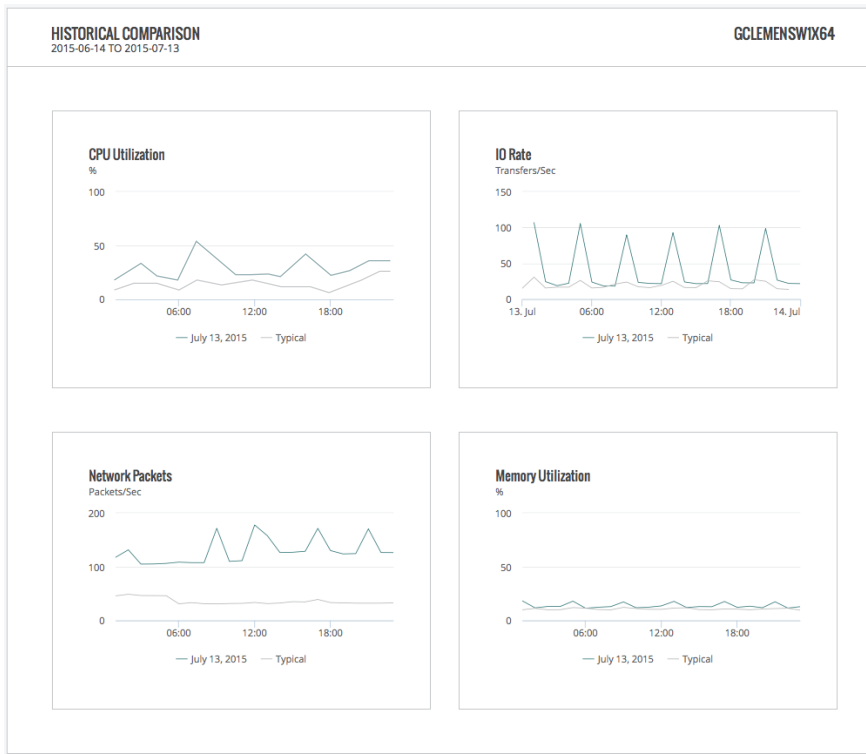 HISTORICAL COMPARISON
2015-06-14 TO 2015-07-13
GCLEMENSW1X64
CPU Utilization
%
100
50
0
06:00 12:00 18:00
July 13, 2015 Typical
IO Rate
Transfers/Sec
150
100
50
0
13. Jul 06:00 12:00 18:00 14. Jul
July 13, 2015 Typical
Network Packets
Packets/Sec
200
100
0
06:00 12:00 18:00
July 13, 2015 Typical
Memory Utilization
%
100
50
0
06:00 12:00 18:00
July 13, 2015 Typical